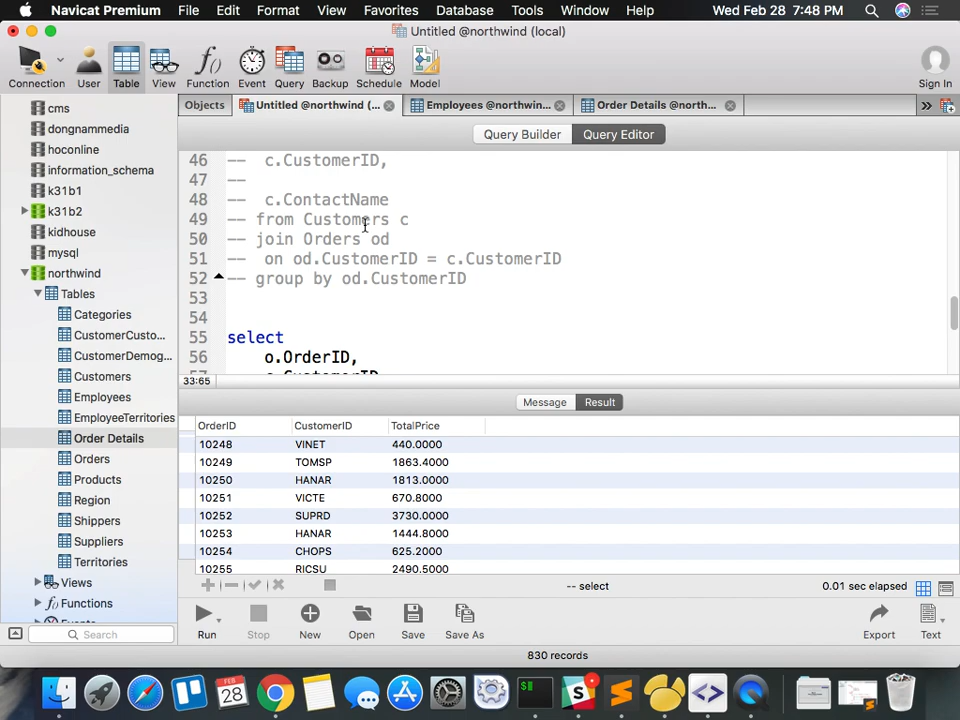 Navicat Premium File Edit Format View Favorites Database Tools Window Help Wed Feb 28 7:48 PM
Untitled @northwind (local)
Connection User Table View Function Event Query Backup Schedule Model Sign In
cms
dongnammedia
hoconline
information_schema
k31b1
k31b2
kidhouse
mysql
northwind
Tables
Categories
CustomerCusto...
CustomerDemog...
Customers
Employees
EmployeeTerritories
Order Details
Orders
Products
Region
Shippers
Suppliers
Territories
Views
Functions
Search
Objects Untitled @northwind (... Employees @northwin... Order Details @north... »
Query Builder Query Editor
46 -- c.CustomerID,
47 --
48 -- c.ContactName
49 -- from Customers c
50 -- join Orders od
51 -- on od.CustomerID = c.CustomerID
52 -- group by od.CustomerID
53
54
55 select
56 o.OrderID,
33:65
Message Result
OrderID CustomerID TotalPrice
10248 VINET 440.0000
10249 TOMSP 1863.4000
10250 HANAR 1813.0000
10251 VICTE 670.8000
10252 SUPRD 3730.0000
10253 HANAR 1444.8000
10254 CHOPS 625.2000
10255 RICSU 2490.5000
-- select 0.01 sec elapsed
Run Stop New Open Save Save As Export Text
830 records
FEB
28